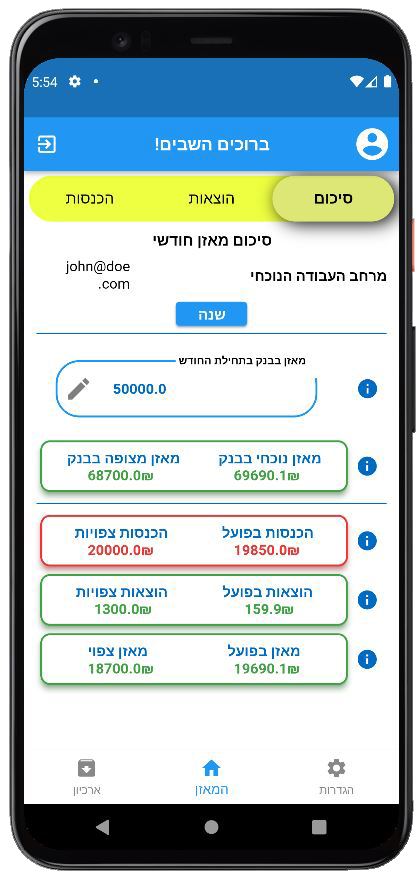 5:54
ברוכים השבים!
סיכום
הוצאות
הכנסות
סיכום מאזן חודשי
מרחב העבודה הנוכחי
john@doe
.com
שנה
מאזן בבנק בתחילת החודש
50000.0
מאזן נוכחי בבנק
מאזן מצופה בבנק
69690.1₪
68700.0₪
הכנסות בפועל
הכנסות צפויות
19850.0₪
20000.0₪
הוצאות בפועל
הוצאות צפויות
159.9₪
1300.0₪
מאזן בפועל
מאזן צפוי
19690.1₪
18700.0₪
הגדרות
המאזן
ארכיון